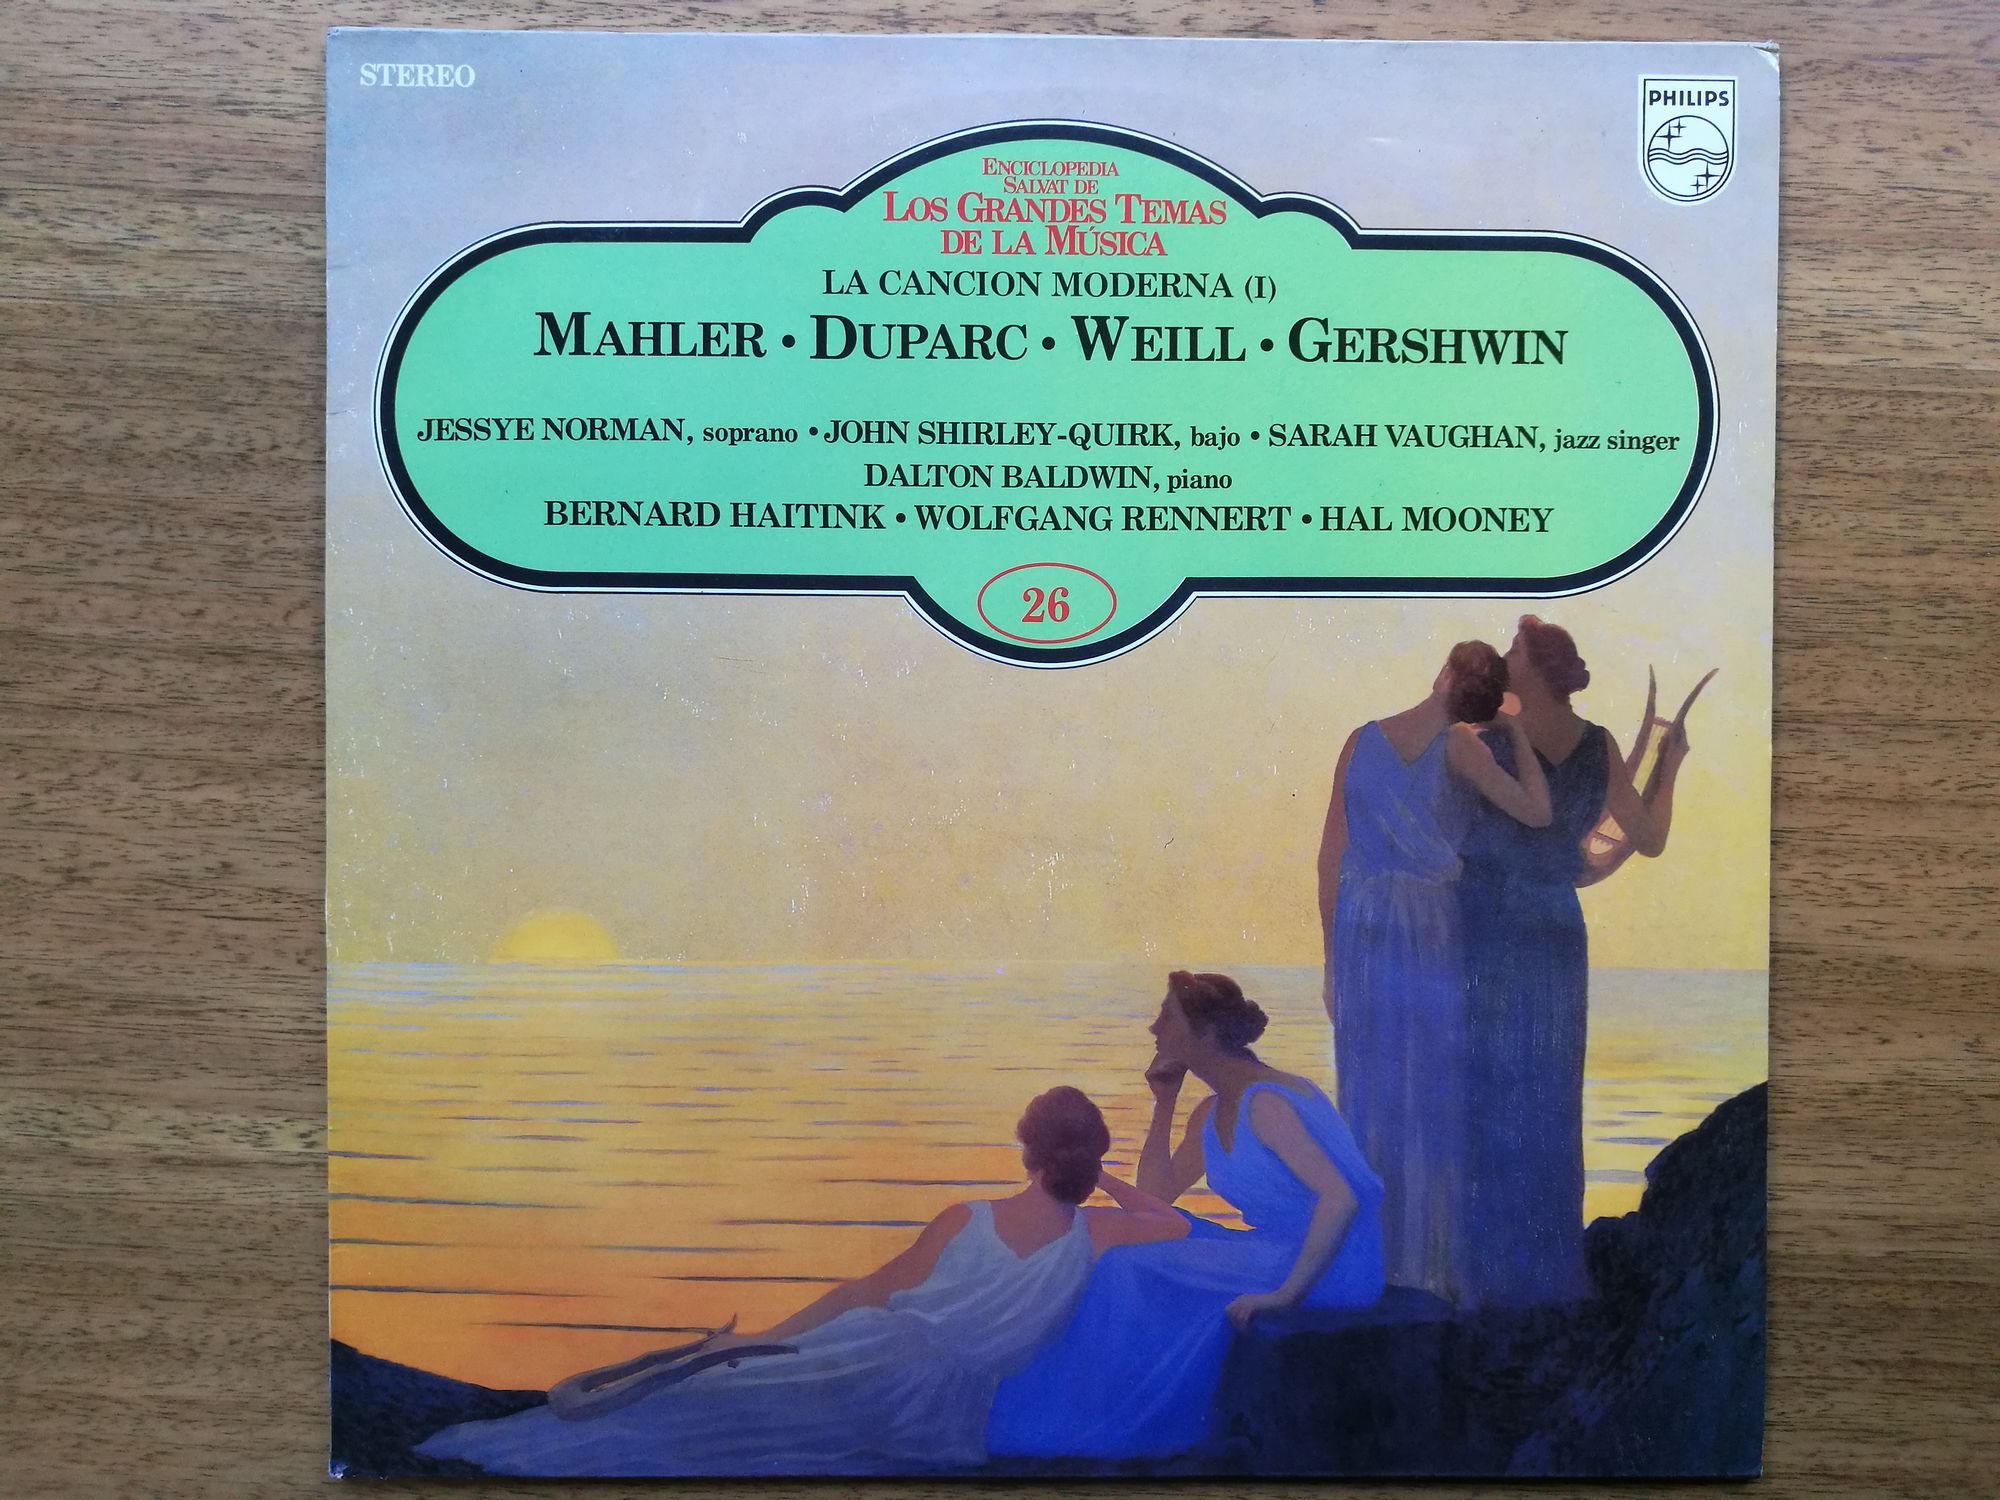 STEREO
PHILIPS
ENCICLOPEDIA
SALVAT DE
LOS GRANDES TEMAS
DE LA MÚSICA
LA CANCION MODERNA (I)
MAHLER • DUPARC • WEILL • GERSHWIN
JESSYE NORMAN, soprano • JOHN SHIRLEY-QUIRK, bajo • SARAH VAUGHAN, jazz singer
DALTON BALDWIN, piano
BERNARD HAITINK • WOLFGANG RENNERT • HAL MOONEY
26